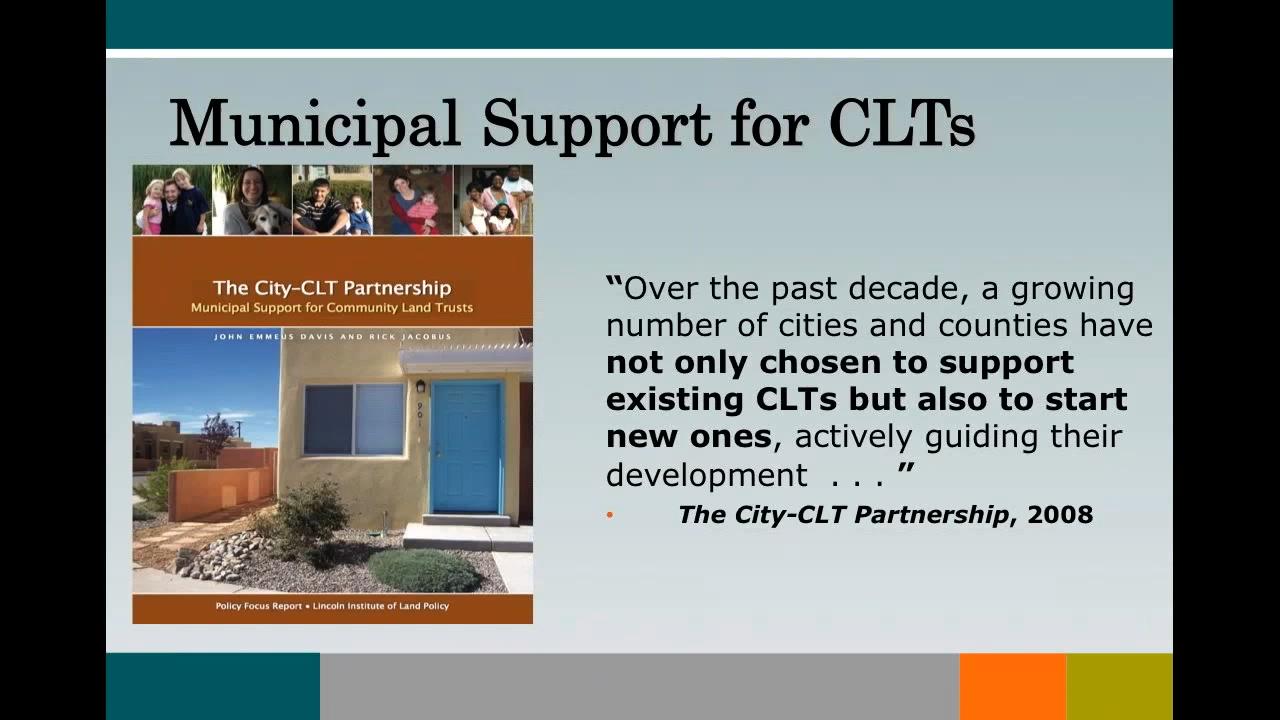 Municipal Support for CLTs
The City–CLT Partnership
Municipal Support for Community Land Trusts
JOHN EMMEUS DAVIS AND RICK JACOBUS
901
Policy Focus Report • Lincoln Institute of Land Policy
“Over the past decade, a growing
number of cities and counties have
not only chosen to support
existing CLTs but also to start
new ones, actively guiding their
development . . . ”
• The City-CLT Partnership, 2008